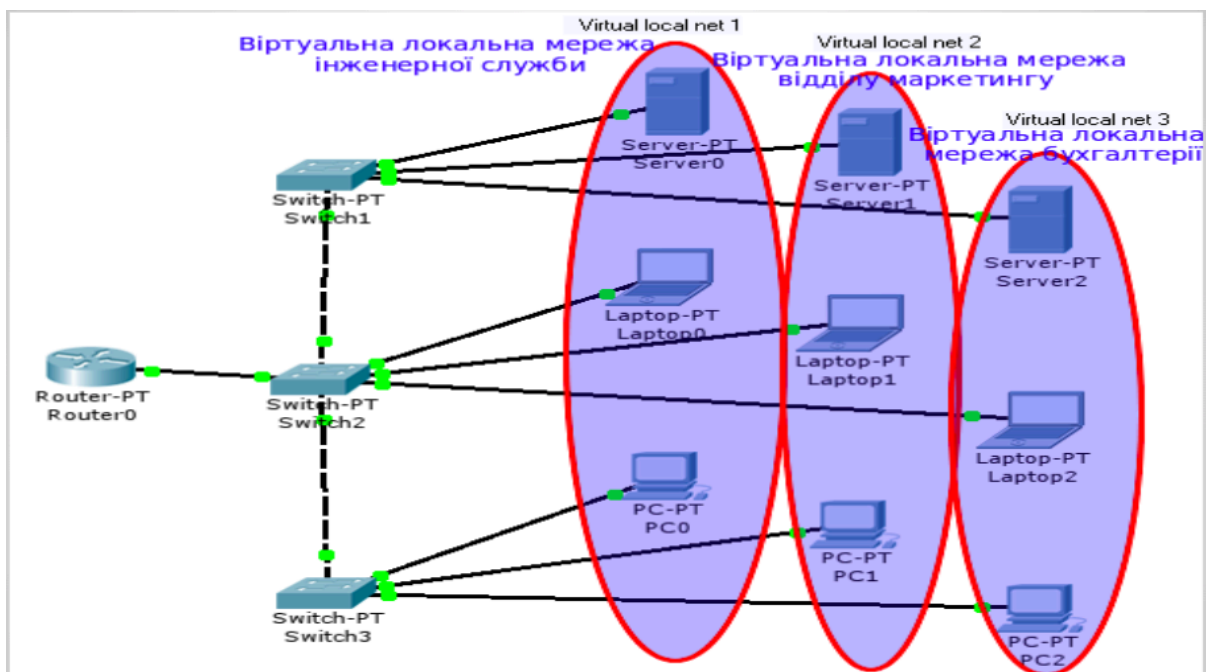 Virtual local net 1
Віртуальна локальна мережа
інженерної служби
Virtual local net 2
Віртуальна локальна мережа
відділу маркетингу
Virtual local net 3
Віртуальна локальна
мережа бухгалтерії
Server-PT
Server0
Server-PT
Server1
Server-PT
Server2
Switch-PT
Switch1
Laptop-PT
Laptop0
Laptop-PT
Laptop1
Laptop-PT
Laptop2
Router-PT
Router0
Switch-PT
Switch2
PC-PT
PC0
PC-PT
PC1
PC-PT
PC2
Switch-PT
Switch3